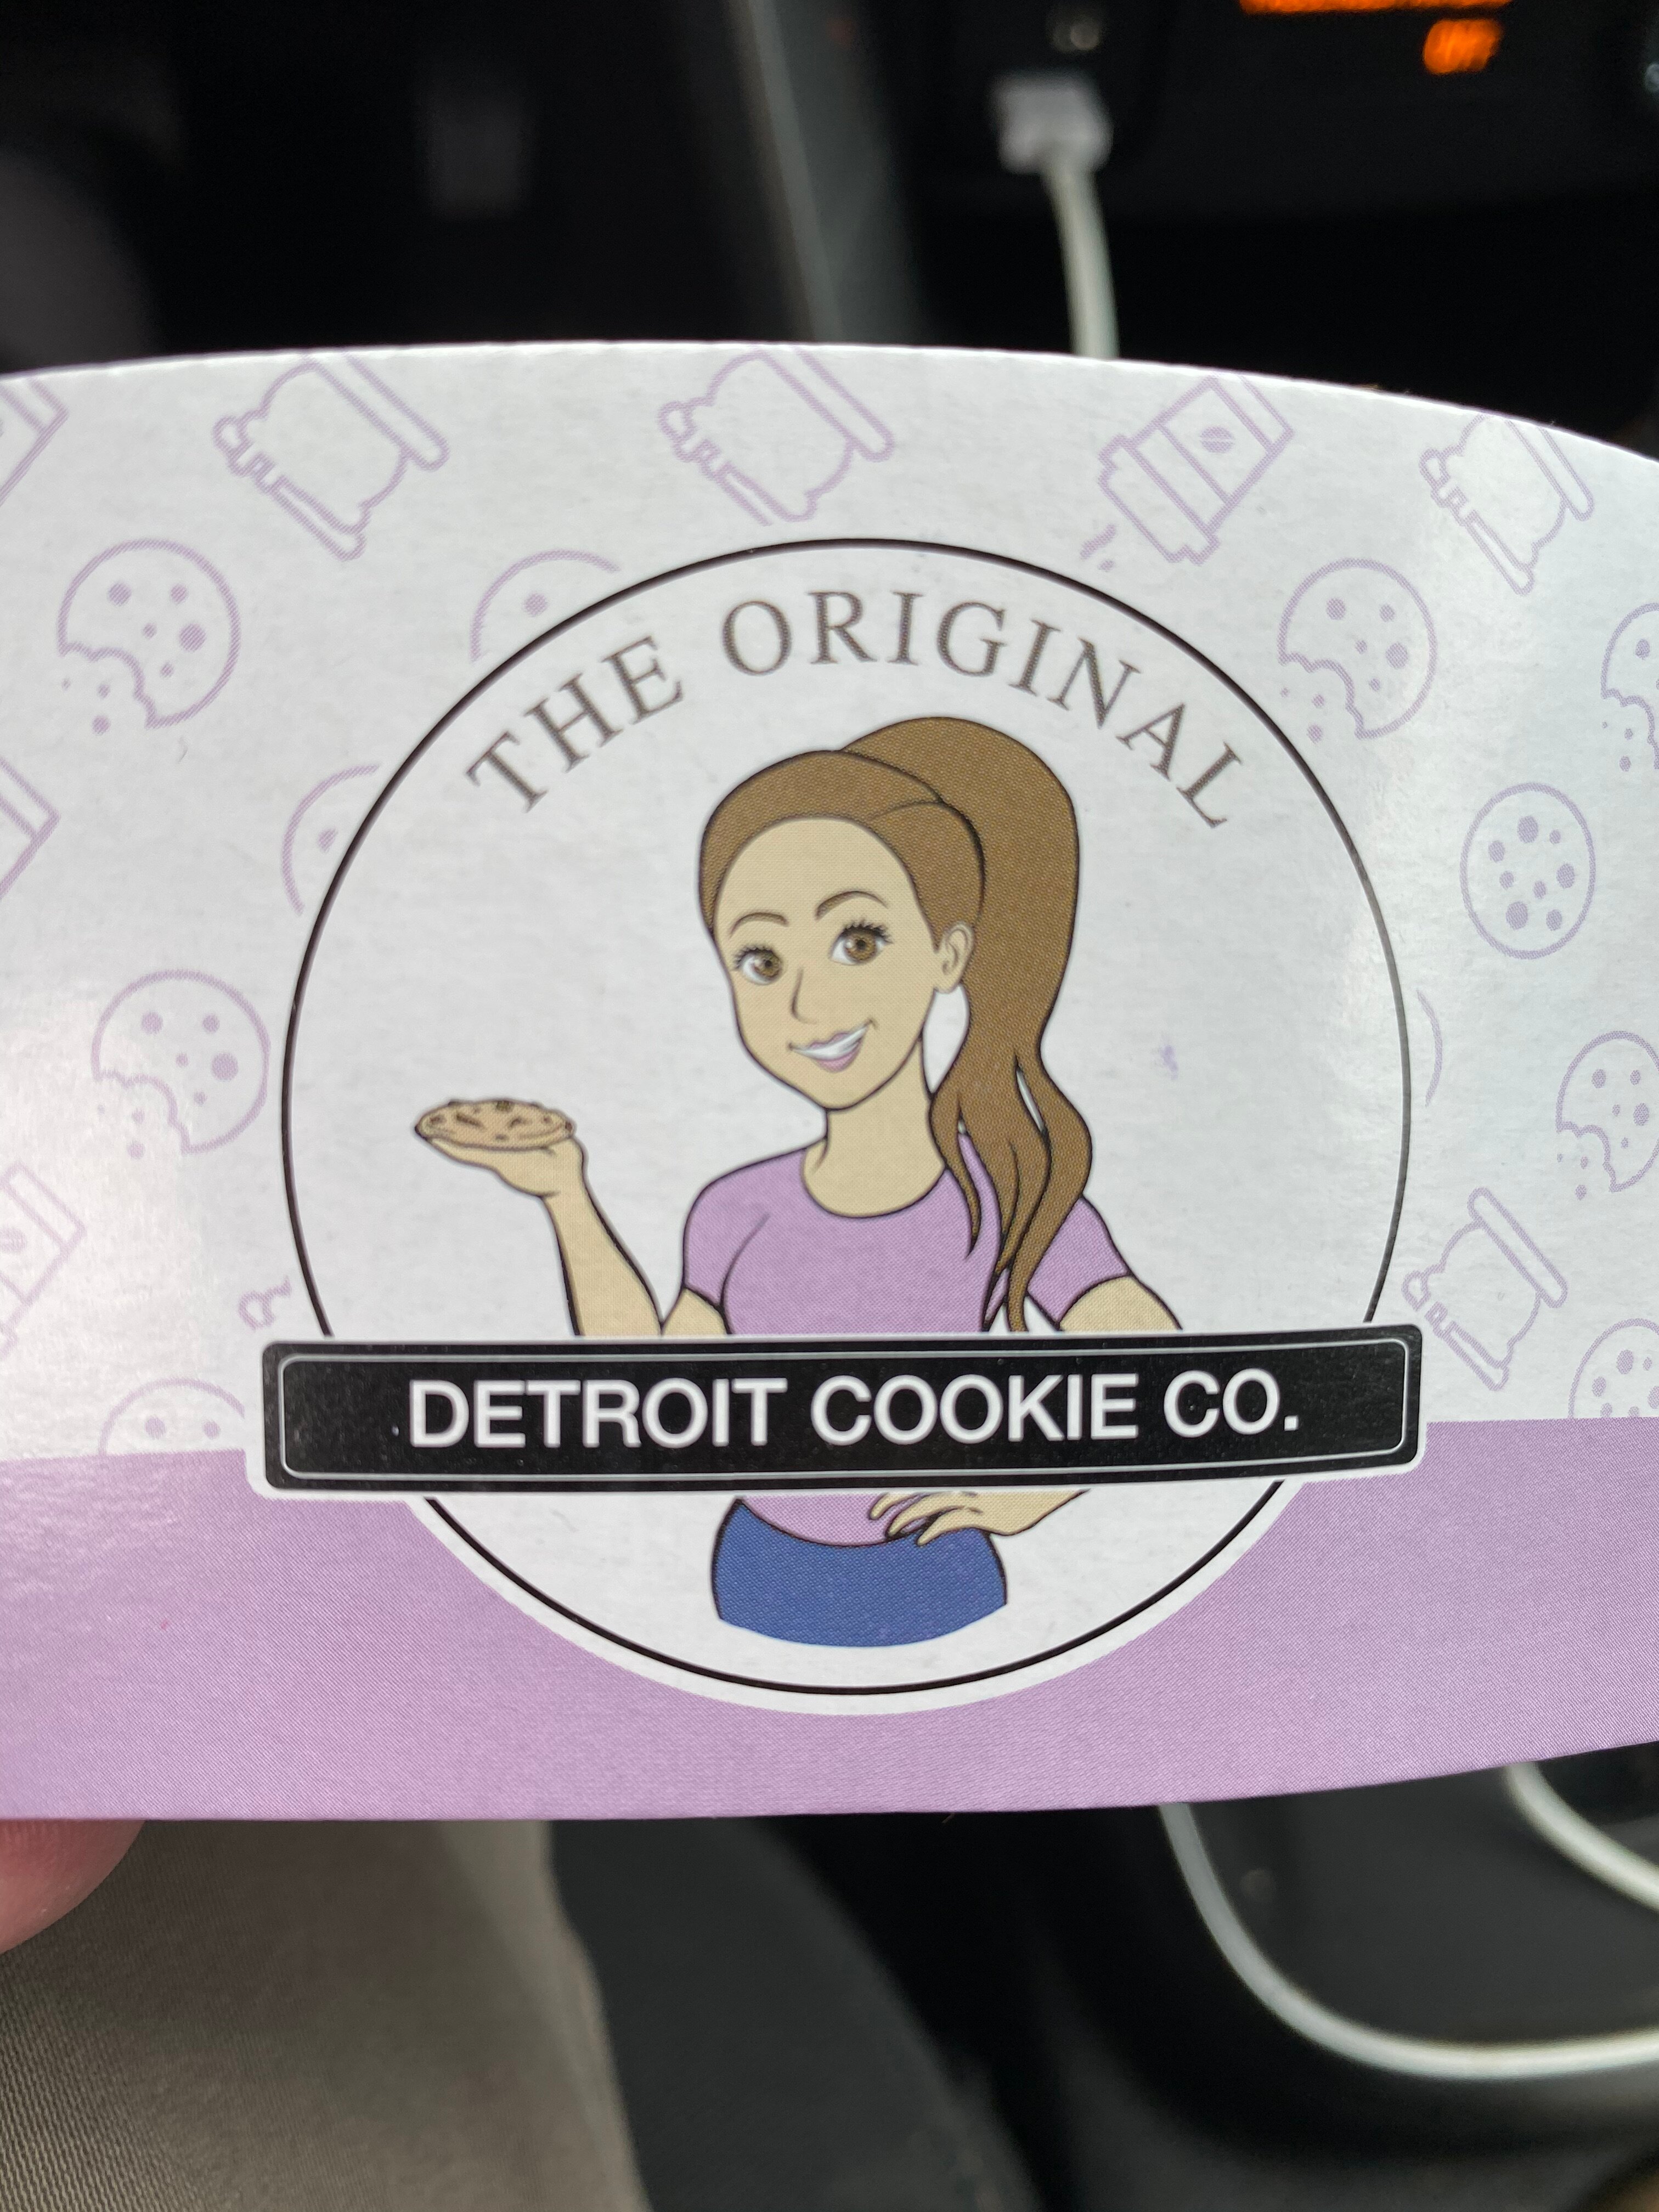 THE ORIGINAL
DETROIT COOKIE CO.